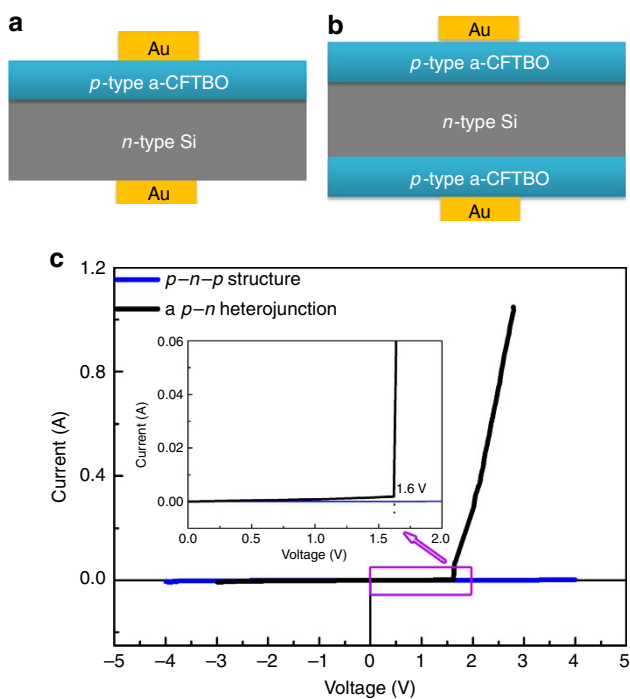 a
Au
p-type a-CFTBO
n-type Si
Au
b
Au
p-type a-CFTBO
n-type Si
p-type a-CFTBO
Au
c
1.2
0.8
0.4
0.0
Current (A)
p–n–p structure
a p–n heterojunction
0.06
0.04
0.02
0.00
Current (A)
1.6 V
0.0 0.5 1.0 1.5 2.0
Voltage (V)
–5 –4 –3 –2 –1 0 1 2 3 4 5
Voltage (V)